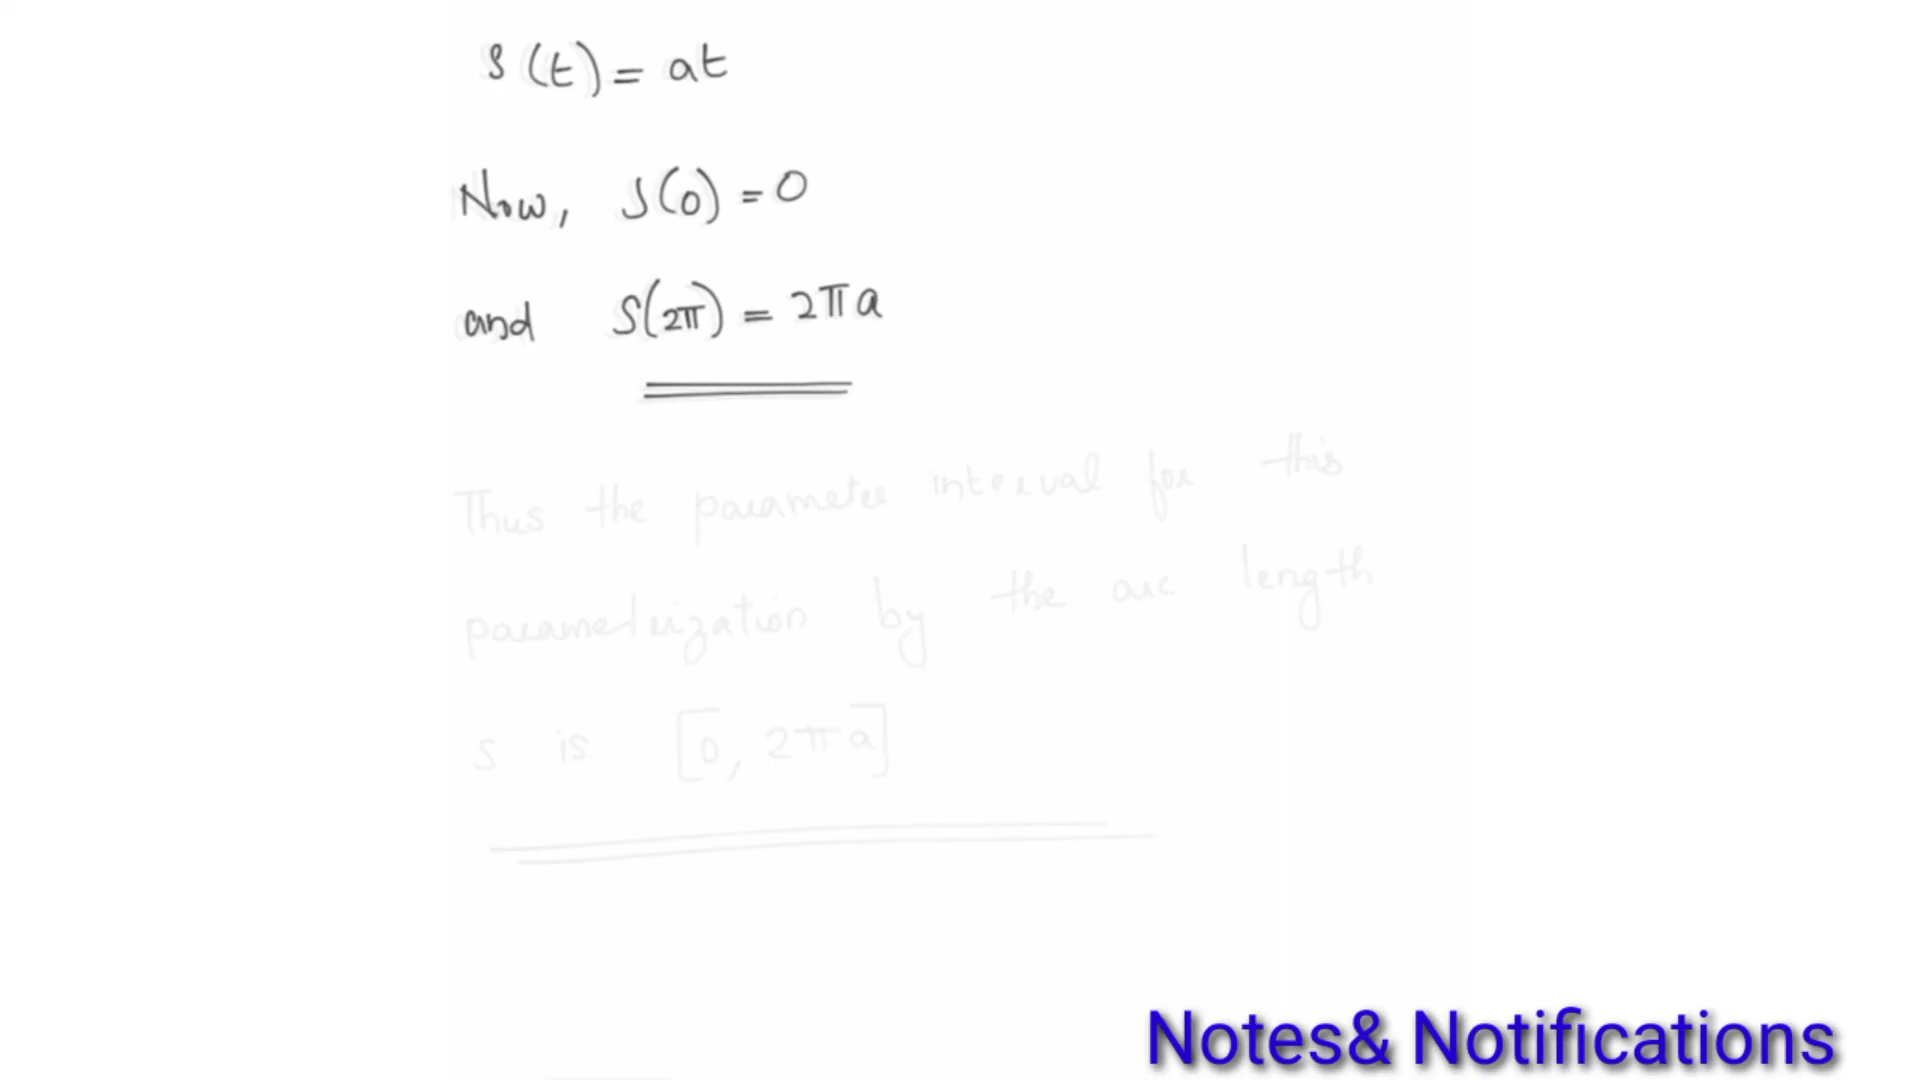 S(t) = at
Now, S(0) = 0
and S(2π) = 2πa
Thus the parameter interval for this
parameterization by the arc length
s is [0, 2πa]
Notes& Notifications